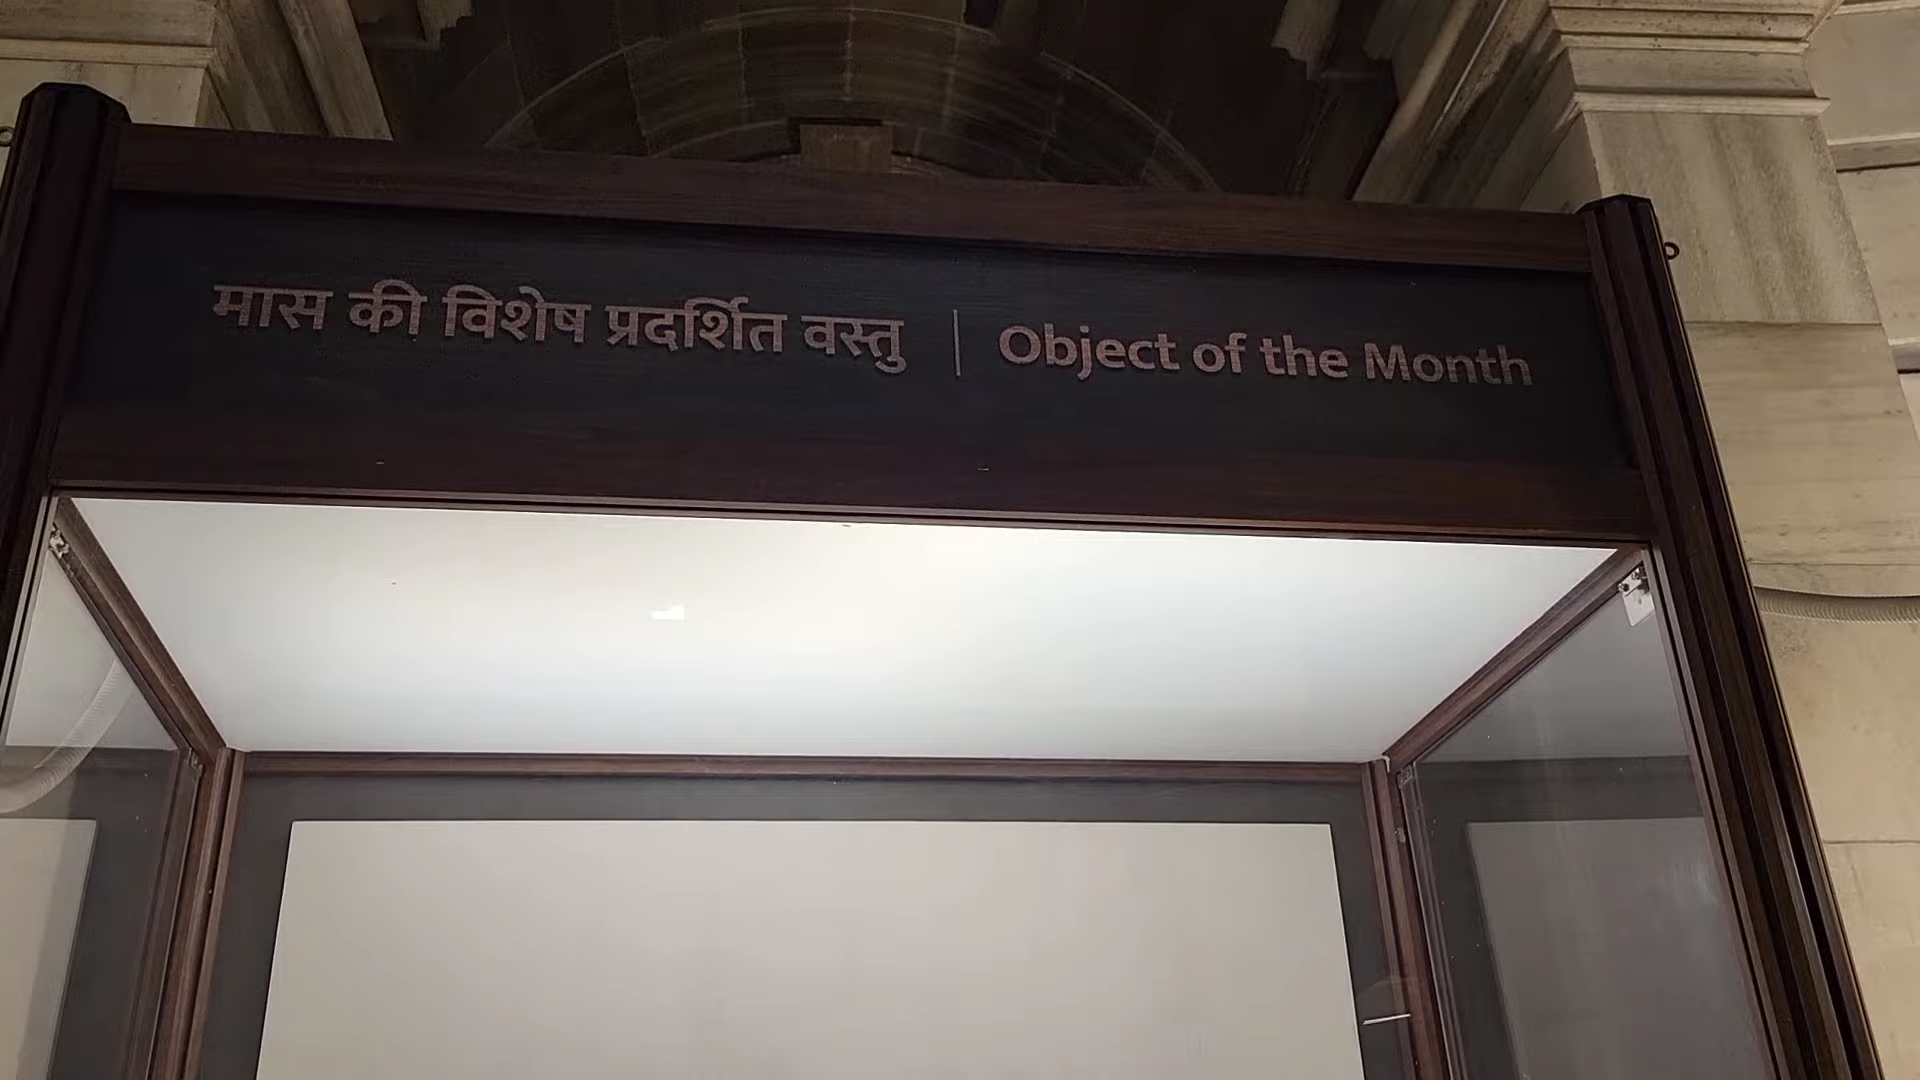 मास की विशेष प्रदर्शित वस्तु | Object of the Month